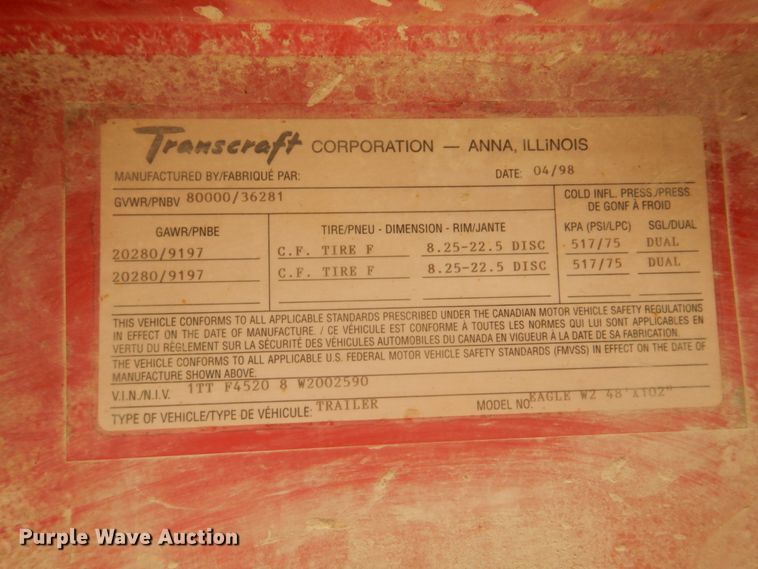 Transcraft CORPORATION — ANNA, ILLiNOIS
MANUFACTURED BY/FABRIQUÉ PAR: DATE: 04/98
GVWR/PNBV 80000/36281
COLD INFL. PRESS./PRESS. DE GONF À FROID
GAWR/PNBE TIRE/PNEU - DIMENSION - RIM/JANTE KPA (PSI/LPC) SGL/DUAL
20280/9197 C.F. TIRE F 8.25-22.5 DISC 517/75 DUAL
20280/9197 C.F. TIRE F 8.25-22.5 DISC 517/75 DUAL
THIS VEHICLE CONFORMS TO ALL APPLICABLE STANDARDS PRESCRIBED UNDER THE CANADIAN MOTOR VEHICLE SAFETY REGULATIONS
IN EFFECT ON THE DATE OF MANUFACTURE. / CE VÉHICULE EST CONFORME À TOUTES LES NORMES QUI LUI SONT APPLICABLES EN
VERTU DU RÈGLEMENT SUR LA SÉCURITÉ DES VÉHICULES AUTOMOBILES DU CANADA EN VIGUEUR À LA DATE DE SA FABRICATION.
THE VEHICLE CONFORMS TO ALL APPLICABLE U.S. FEDERAL MOTOR VEHICLE SAFETY STANDARDS (FMVSS) IN EFFECT ON THE DATE OF
MANUFACTURE SHOWN ABOVE.
V.I.N./N.I.V. 1TT F4520 8 W2002590
TYPE OF VEHICLE/TYPE DE VÉHICULE: TRAILER MODEL NO. EAGLE W2 48'X102"
Purple Wave Auction